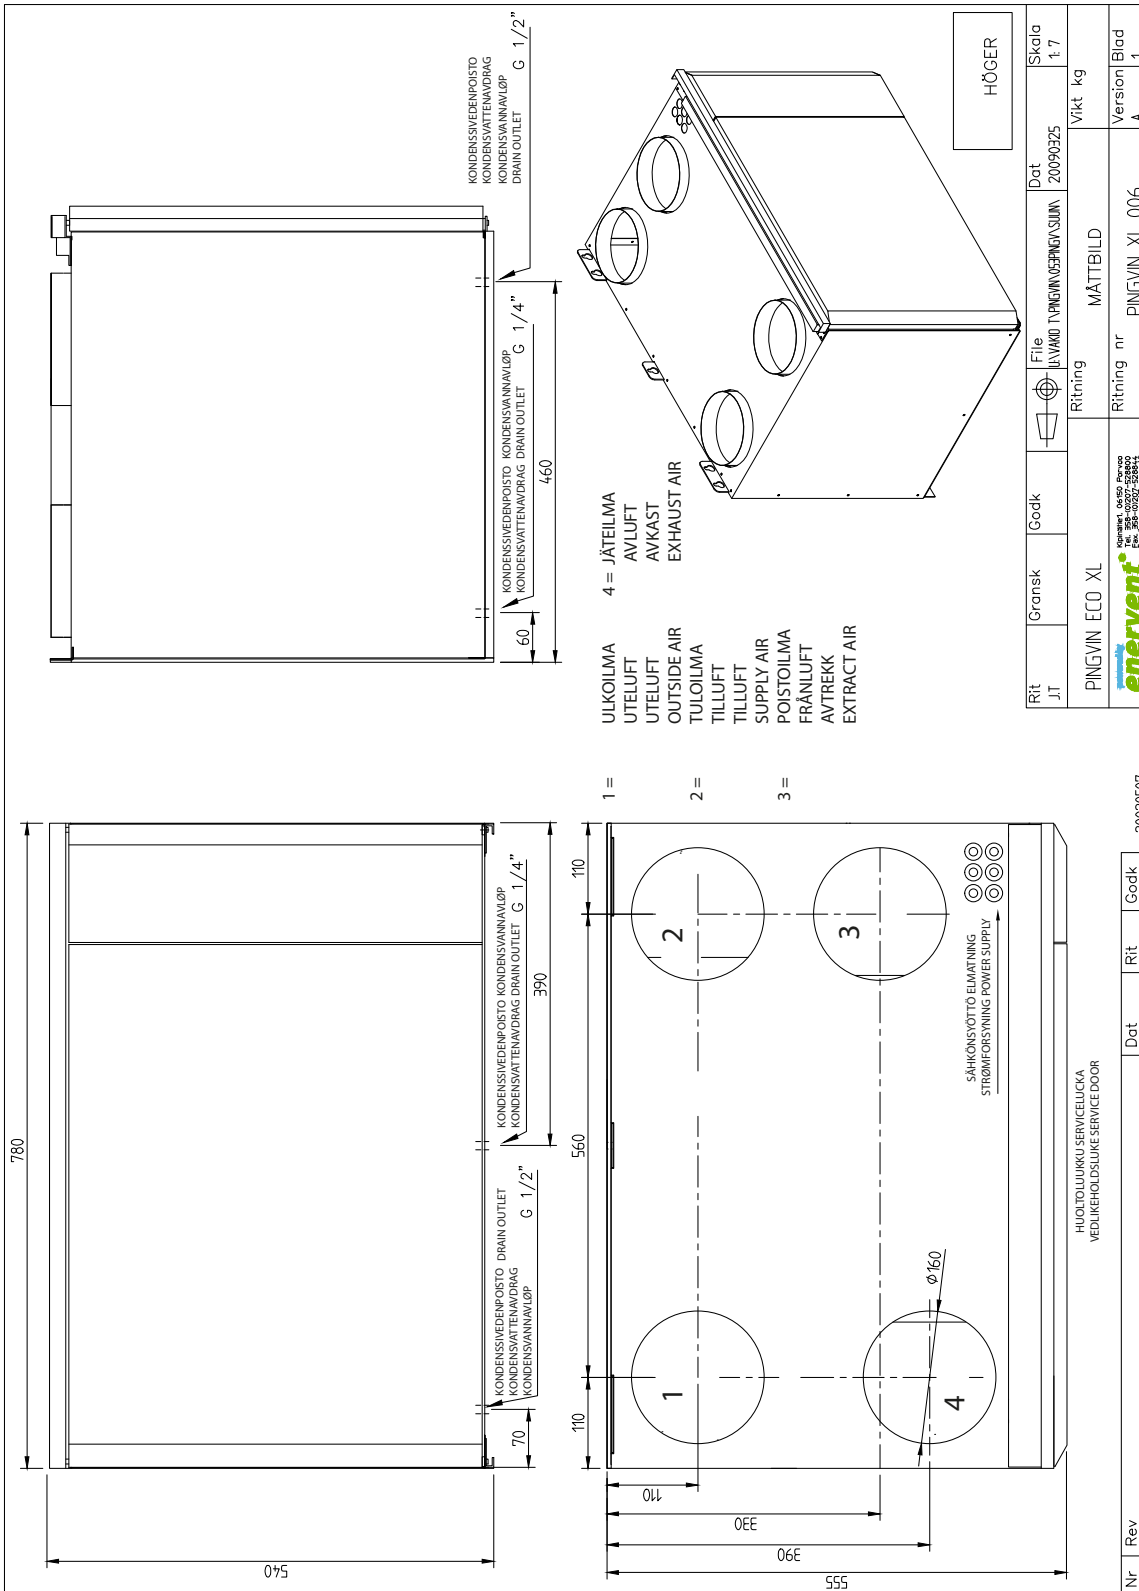 780
540
KONDENSSIVEDENPOISTO DRAIN OUTLET
KONDENSVATTENAVDRAG
KONDENSVANNAVLØP
G 1/2"
70
KONDENSSIVEDENPOISTO KONDENSVANNAVLØP
KONDENSVATTENAVDRAG DRAIN OUTLET G 1/4"
390
KONDENSSIVEDENPOISTO KONDENSVANNAVLØP
KONDENSVATTENAVDRAG DRAIN OUTLET G 1/4"
60
460
KONDENSSIVEDENPOISTO
KONDENSVATTENAVDRAG
KONDENSVANNAVLØP
DRAIN OUTLET G 1/2"
110
560
110
1
2
3
4
Ø160
110
330
390
555
SÄHKÖNSYÖTTÖ ELMATNING
STRØMFORSYNING POWER SUPPLY
HUOLTOLUUKKU SERVICELUCKA
VEDLIKEHOLDSLUKE SERVICE DOOR
1 = ULKOILMA
UTELUFT
UTELUFT
OUTSIDE AIR
2 = TULOILMA
TILLUFT
TILLUFT
SUPPLY AIR
3 = POISTOILMA
FRÅNLUFT
AVTREKK
EXTRACT AIR
4 = JÄTEILMA
AVLUFT
AVKAST
EXHAUST AIR
HÖGER
Rit Gransk Godk File Dat Skala
J.T 20090325 1:7
PINGVIN ECO XL
Ritning Vikt kg
MÅTTBILD
enervent
Ritning nr Version Blad
PINGVIN XL 006 A 1
Nr Rev Dat Rit Godk